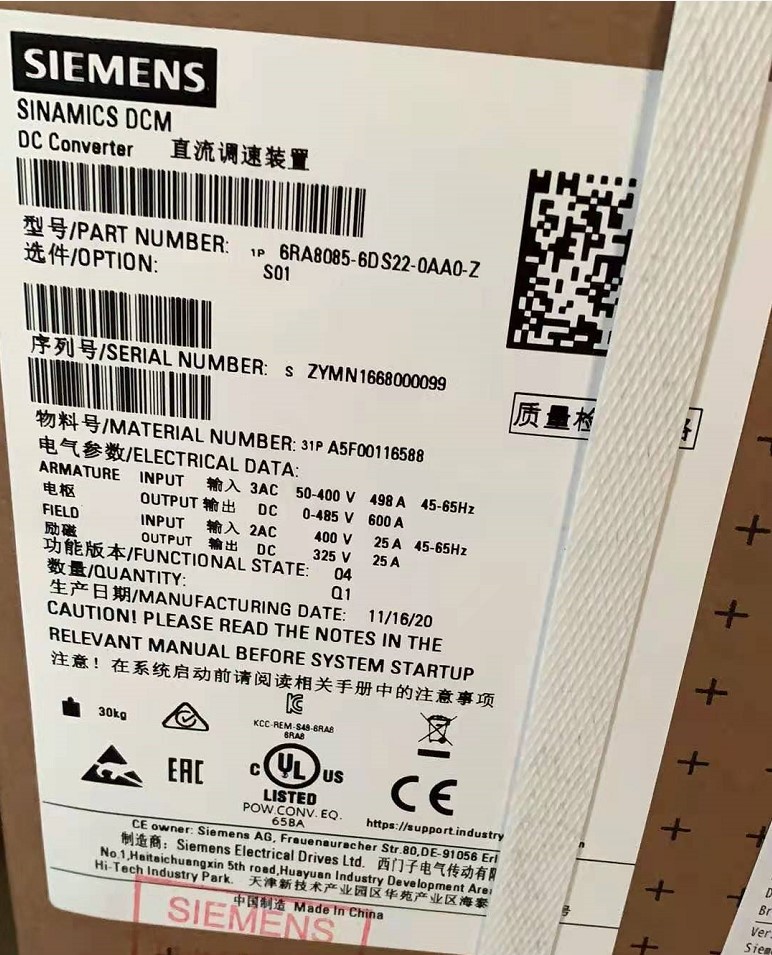 SIEMENS
SINAMICS DCM
DC Converter 直流调速装置
型号/PART NUMBER: 1P 6RA8085-6DS22-0AA0-Z
选件/OPTION: S01
序列号/SERIAL NUMBER: S ZYMN1668000099
质量检
物料号/MATERIAL NUMBER: 31P A5F00116588
电气参数/ELECTRICAL DATA:
ARMATURE INPUT 输入 3AC 50-400 V 498 A 45-65Hz
电枢 OUTPUT 输出 DC 0-485 V 600 A
FIELD INPUT 输入 2AC 400 V 25 A 45-65Hz
励磁 OUTPUT 输出 DC 325 V 25 A
功能版本/FUNCTIONAL STATE: 04
数量/QUANTITY: Q1
生产日期/MANUFACTURING DATE: 11/16/20
CAUTION! PLEASE READ THE NOTES IN THE
RELEVANT MANUAL BEFORE SYSTEM STARTUP
注意！在系统启动前请阅读相关手册中的注意事项
30kg
KCC-REM-S49-6RA8
6RA8
EAC
C UL US
LISTED
POW.CONV. EQ.
658A
CE
https://support.industry
CE owner: Siemens AG, Frauenauracher Str.80,DE-91056 Erl
制造商: Siemens Electrical Drives Ltd. 西门子电气传动有限
No.1,Haitaichuangxin 5th road,Huayuan Industry Development Area
Hi-Tech Industry Park. 天津新技术产业园区华苑产业区海泰
号
中国制造 Made In China
SIEMENS
Ver
Siem